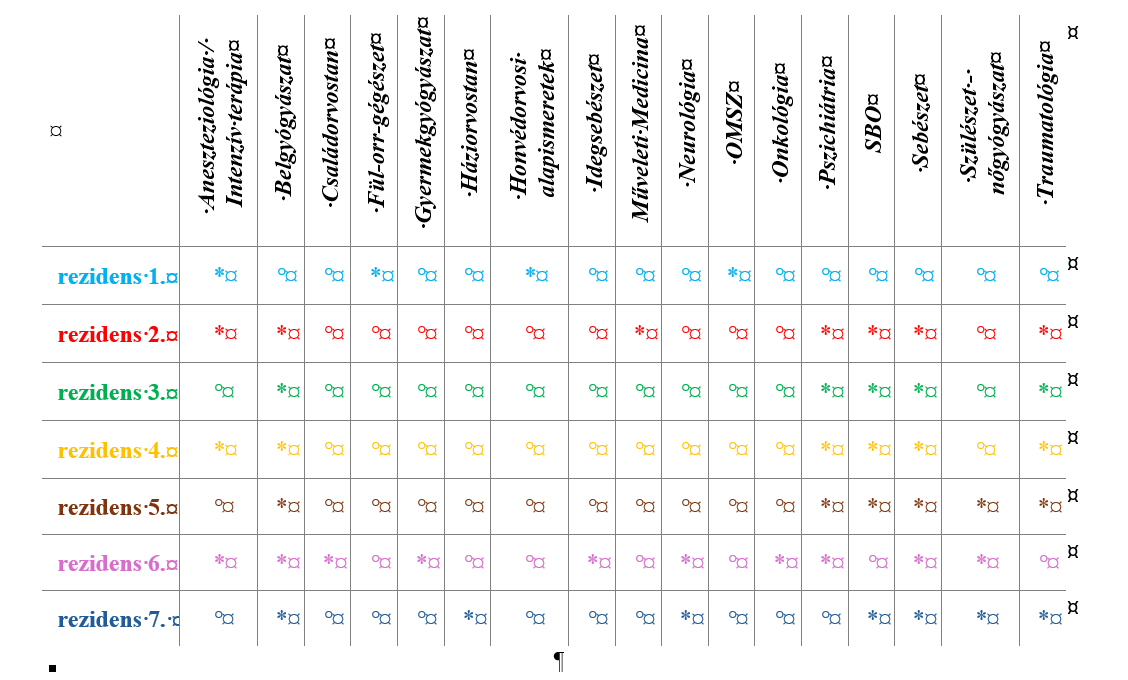 ¤ ·Aneszteziológia·/· Intenzív·terápia¤ ·Belgyógyászat¤ ·Családorvostan¤ ·Fül-orr-gégészet¤ ·Gyermekgyógyászat¤ ·Háziorvostan¤ ·Honvédorvosi· alapismeretek¤ ·Idegsebészet¤ Műveleti·Medicina¤ ·Neurológia¤ ·OMSZ¤ ·Onkológia¤ ·Pszichiátria¤ SBO¤ ·Sebészet¤ ·Szülészet-·- nőgyógyászat¤ ·Traumatológia¤ ¤
rezidens·1.¤ *¤ °¤ °¤ *¤ °¤ °¤ *¤ °¤ °¤ °¤ *¤ °¤ °¤ °¤ °¤ °¤ °¤ ¤
rezidens·2.¤ *¤ *¤ °¤ °¤ °¤ °¤ °¤ °¤ *¤ °¤ °¤ °¤ *¤ *¤ *¤ °¤ *¤ ¤
rezidens·3.¤ °¤ *¤ °¤ °¤ °¤ °¤ °¤ °¤ °¤ °¤ °¤ °¤ *¤ *¤ *¤ °¤ *¤ ¤
rezidens·4.¤ *¤ *¤ °¤ °¤ °¤ °¤ °¤ °¤ °¤ °¤ °¤ °¤ *¤ *¤ *¤ °¤ *¤ ¤
rezidens·5.¤ °¤ *¤ °¤ °¤ °¤ °¤ °¤ °¤ °¤ °¤ °¤ °¤ *¤ *¤ *¤ *¤ *¤ ¤
rezidens·6.¤ *¤ *¤ *¤ °¤ *¤ °¤ °¤ *¤ °¤ *¤ °¤ *¤ *¤ °¤ *¤ *¤ °¤ ¤
rezidens·7.·¤ °¤ *¤ °¤ °¤ °¤ *¤ °¤ °¤ °¤ *¤ °¤ °¤ °¤ *¤ *¤ *¤ *¤ ¤
¶